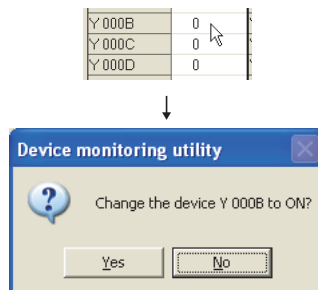 Y 000B 0
Y 000C 0
Y 000D 0
Device monitoring utility
Change the device Y 000B to ON?
Yes No